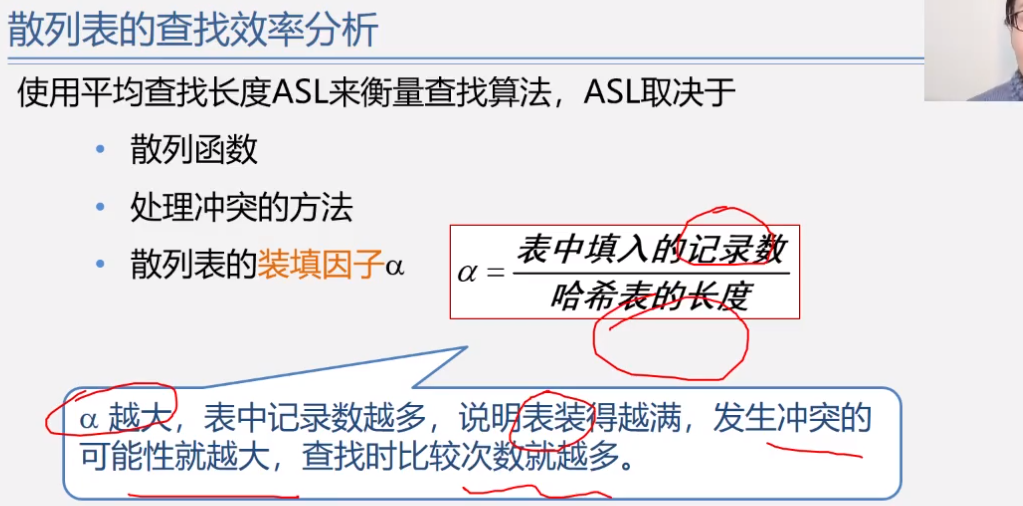 散列表的查找效率分析
使用平均查找长度ASL来衡量查找算法，ASL取决于
• 散列函数
• 处理冲突的方法
• 散列表的装填因子α
α = 表中填入的记录数
哈希表的长度
α 越大，表中记录数越多，说明表装得越满，发生冲突的
可能性就越大，查找时比较次数就越多。